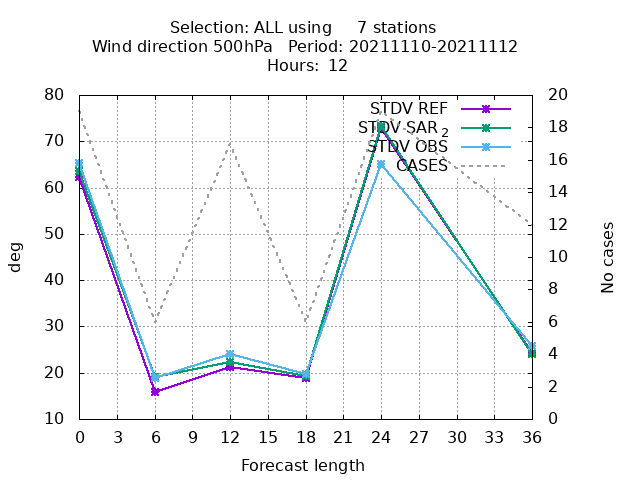 Selection: ALL using     7 stations
Wind direction 500hPa   Period: 20211110-20211112
Hours: 12
80 20
STDV REF
70 18
STDV SAR 2
STDV OBS
16
CASES
60 14
12
50
10
40 8
30 6
4
20
2
10 0
deg
No cases
0 3 6 9 12 15 18 21 24 27 30 33 36
Forecast length